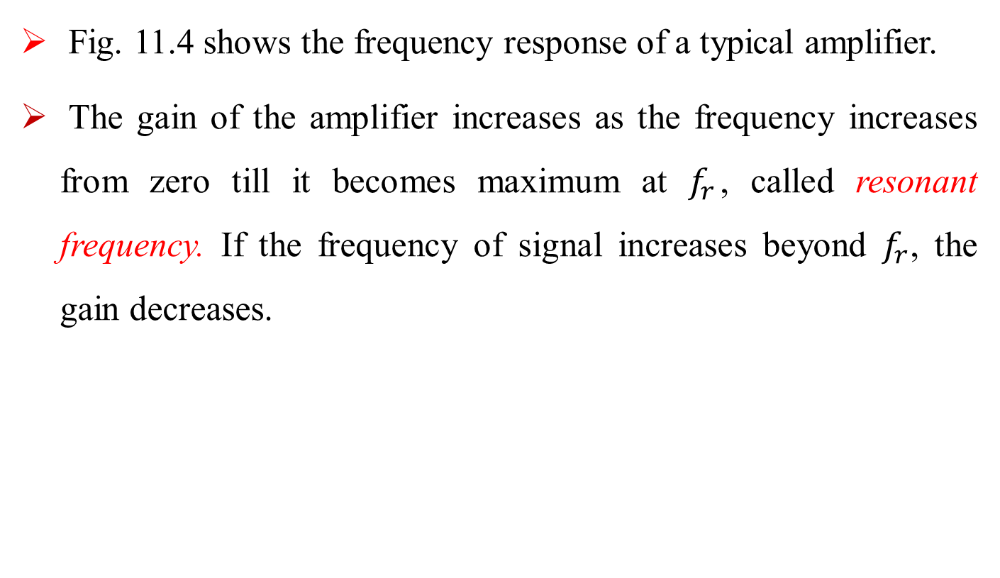 ➢ Fig. 11.4 shows the frequency response of a typical amplifier.
➢ The gain of the amplifier increases as the frequency increases
from zero till it becomes maximum at 𝑓𝑟, called resonant
frequency. If the frequency of signal increases beyond 𝑓𝑟, the
gain decreases.